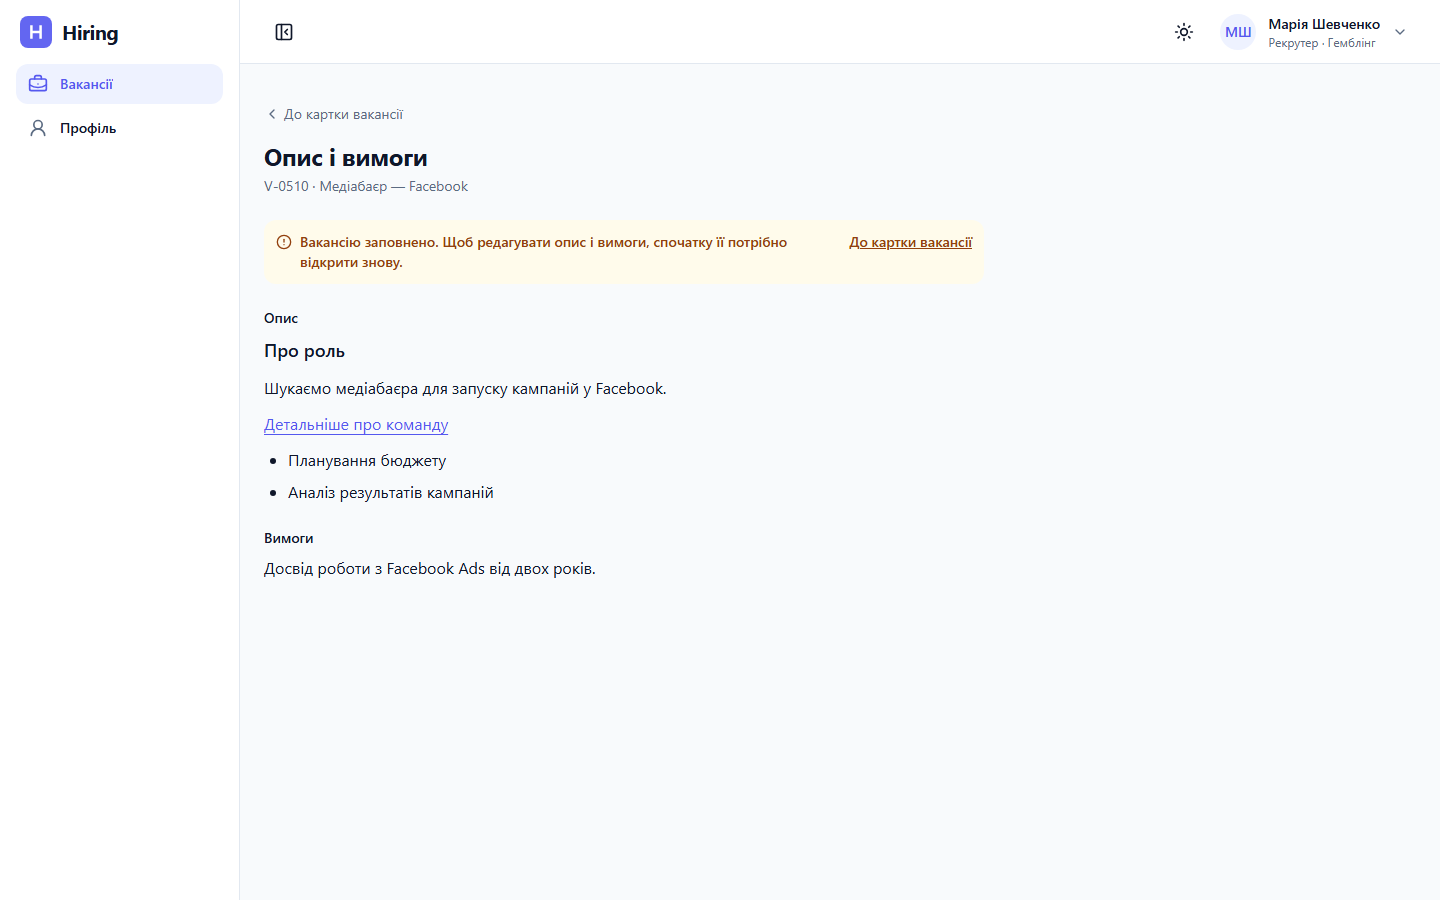 H Hiring
Вакансії
Профіль
МШ
Марія Шевченко
Рекрутер · Гемблінг
До картки вакансії
Опис і вимоги
V-0510 · Медіабаєр — Facebook
Вакансію заповнено. Щоб редагувати опис і вимоги, спочатку її потрібно
відкрити знову.
До картки вакансії
Опис
Про роль
Шукаємо медіабаєра для запуску кампаній у Facebook.
Детальніше про команду
Планування бюджету
Аналіз результатів кампаній
Вимоги
Досвід роботи з Facebook Ads від двох років.